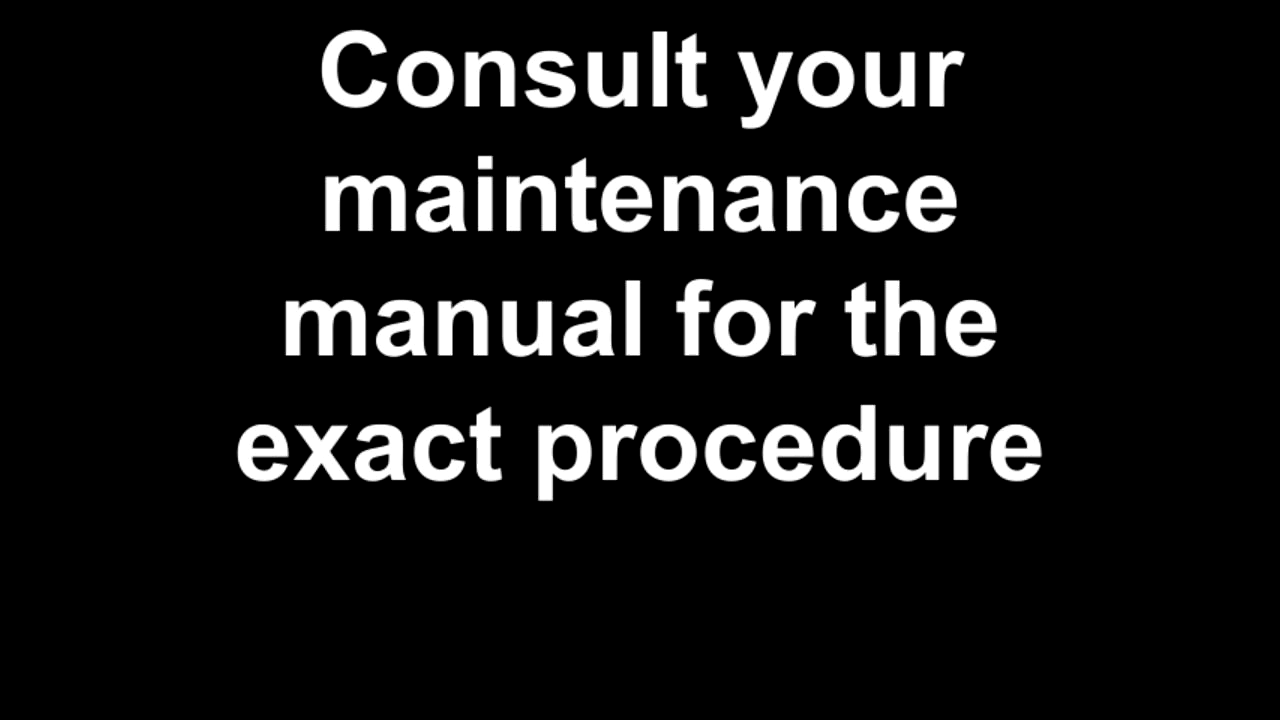 Consult your
maintenance
manual for the
exact procedure